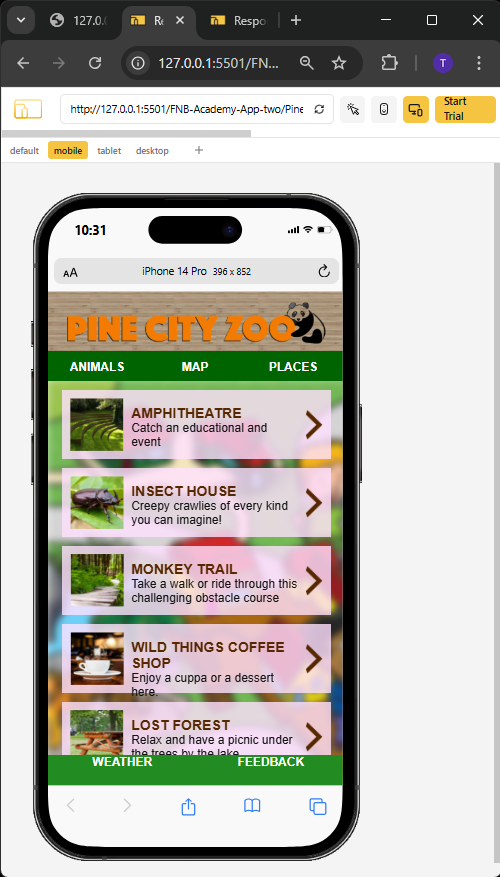 127.0.
Re
Respo
127.0.0.1:5501/FN...
T
http://127.0.0.1:5501/FNB-Academy-App-two/Pine
Start
Trial
default mobile tablet desktop +
10:31
AA iPhone 14 Pro 396 x 852
PINE CITY ZOO
ANIMALS MAP PLACES
AMPHITHEATRE
Catch an educational and
event
INSECT HOUSE
Creepy crawlies of every kind
you can imagine!
MONKEY TRAIL
Take a walk or ride through this
challenging obstacle course
WILD THINGS COFFEE
SHOP
Enjoy a cuppa or a dessert
here.
LOST FOREST
Relax and have a picnic under
the trees by the lake
WEATHER FEEDBACK